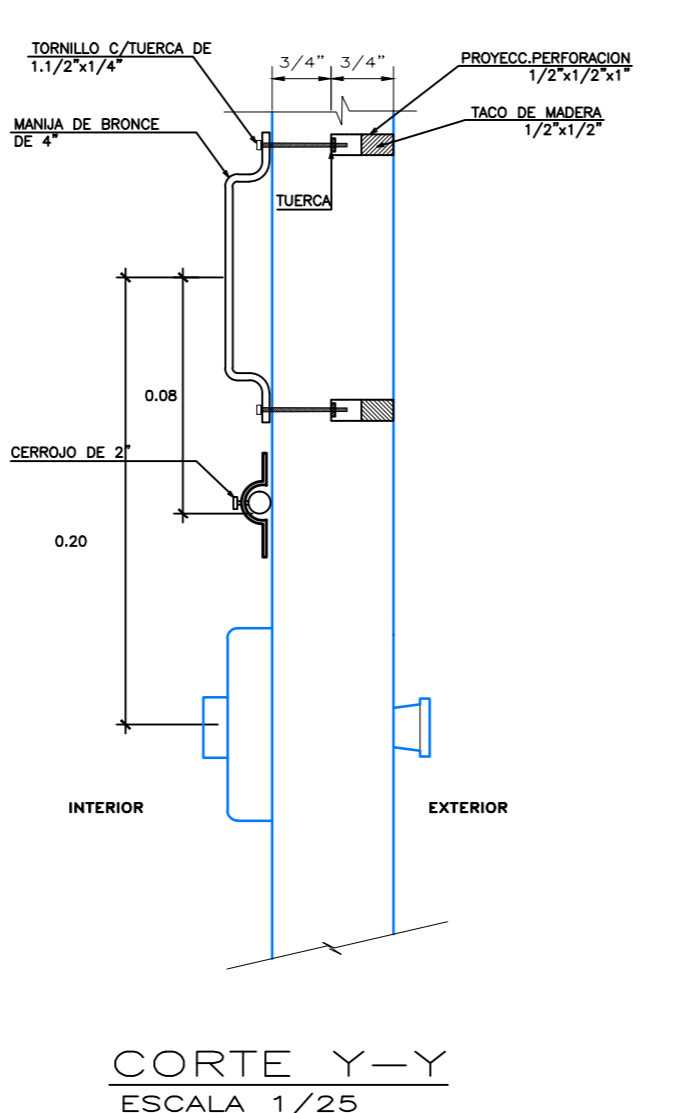 TORNILLO C/TUERCA DE
1.1/2"x1/4"
3/4" 3/4"
PROYECC.PERFORACION
1/2"x1/2"x1"
MANIJA DE BRONCE
DE 4"
TACO DE MADERA
1/2"x1/2"
TUERCA
0.08
CERROJO DE 2"
0.20
INTERIOR
EXTERIOR
CORTE Y-Y
ESCALA 1/25